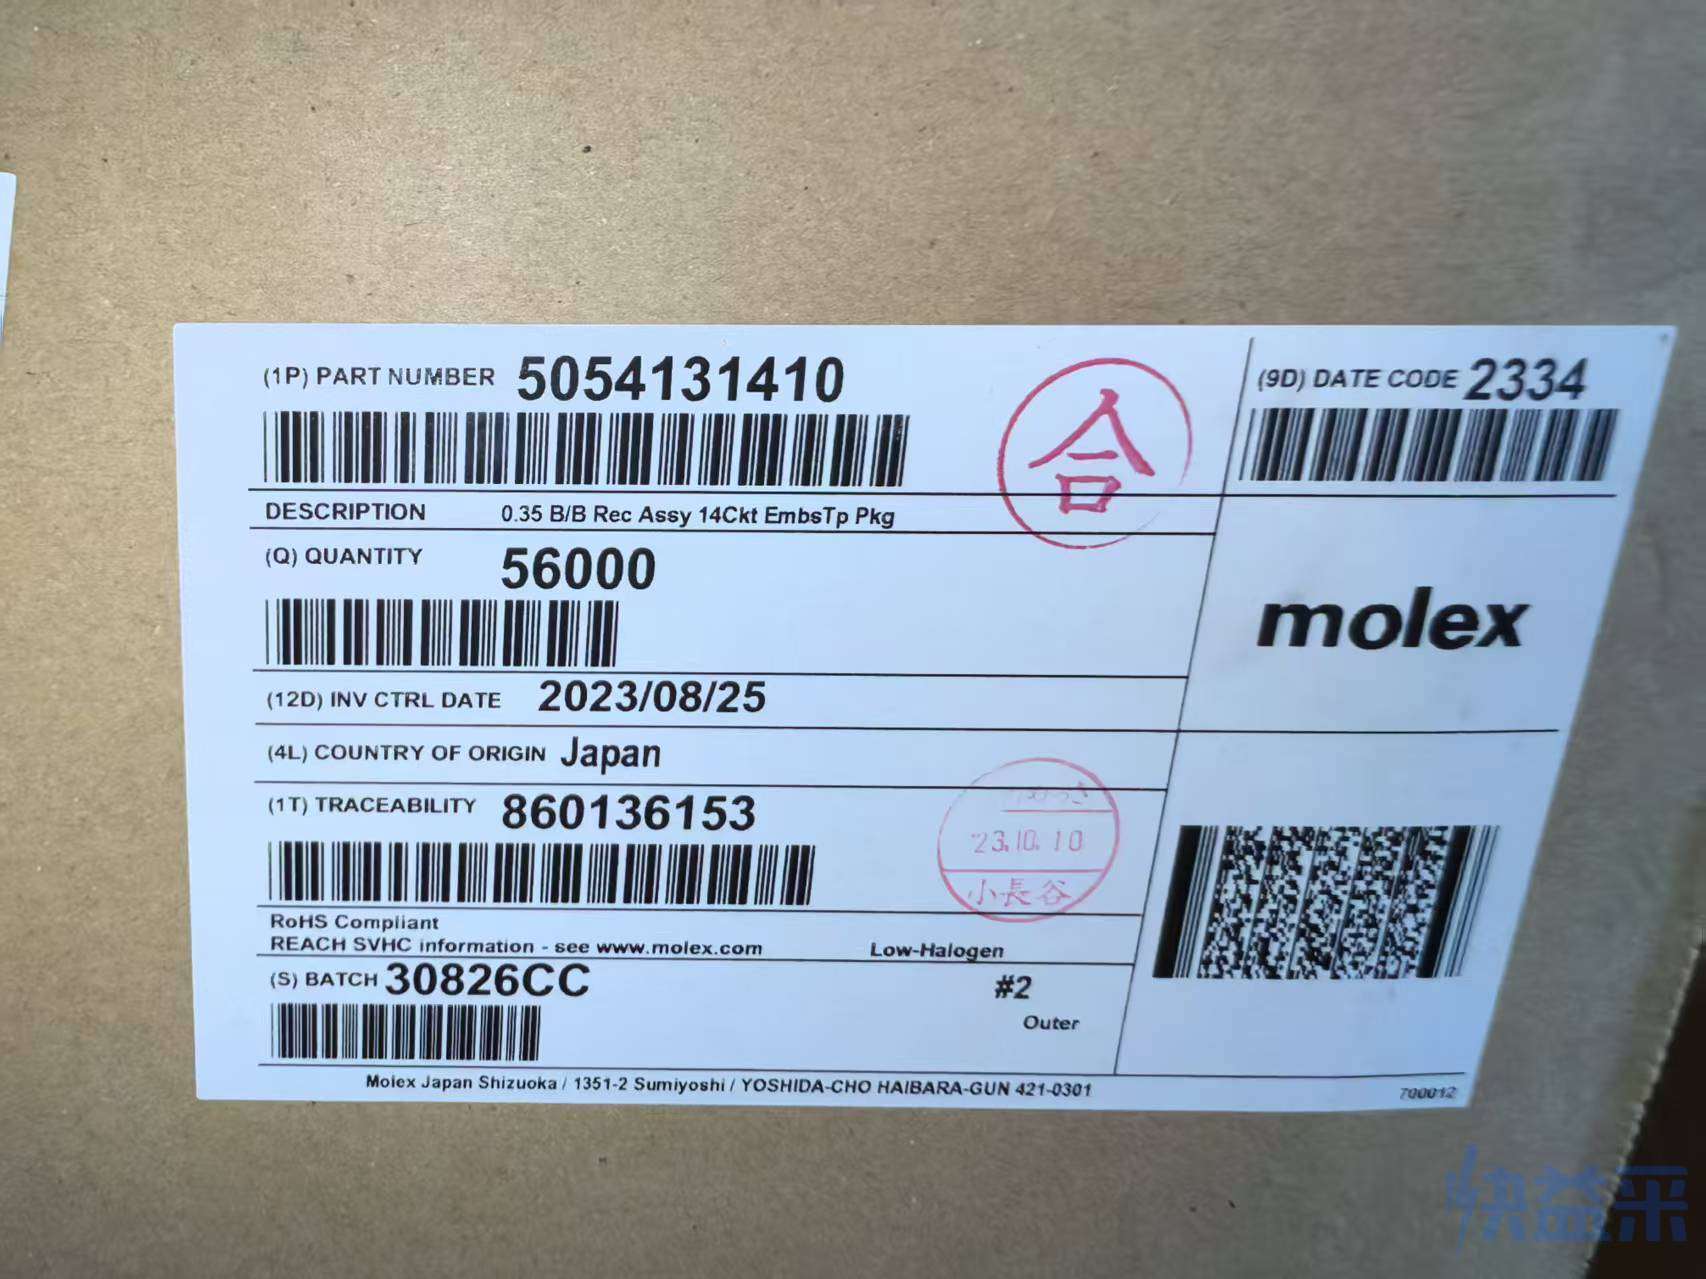 (1P) PART NUMBER 5054131410
合
(9D) DATE CODE 2334
DESCRIPTION 0.35 B/B Rec Assy 14Ckt EmbsTp Pkg
(Q) QUANTITY 56000
molex
(12D) INV CTRL DATE 2023/08/25
(4L) COUNTRY OF ORIGIN Japan
(1T) TRACEABILITY 860136153
23.10.10
小長谷
RoHS Compliant
REACH SVHC information - see www.molex.com Low-Halogen
(S) BATCH 30826CC
#2
Outer
Molex Japan Shizuoka / 1351-2 Sumiyoshi / YOSHIDA-CHO HAIBARA-GUN 421-0301
700012
快益采